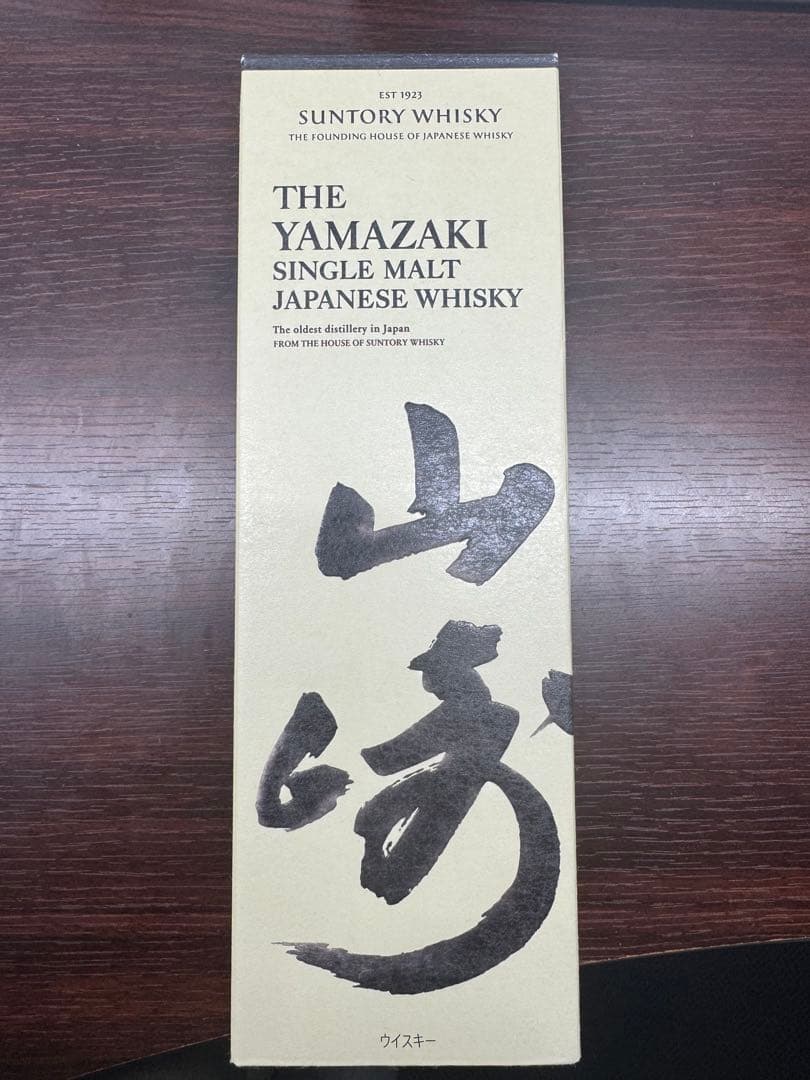 EST 1923
SUNTORY WHISKY
THE FOUNDING HOUSE OF JAPANESE WHISKY
THE
YAMAZAKI
SINGLE MALT
JAPANESE WHISKY
The oldest distillery in Japan
FROM THE HOUSE OF SUNTORY WHISKY
山
崎
ウイスキー